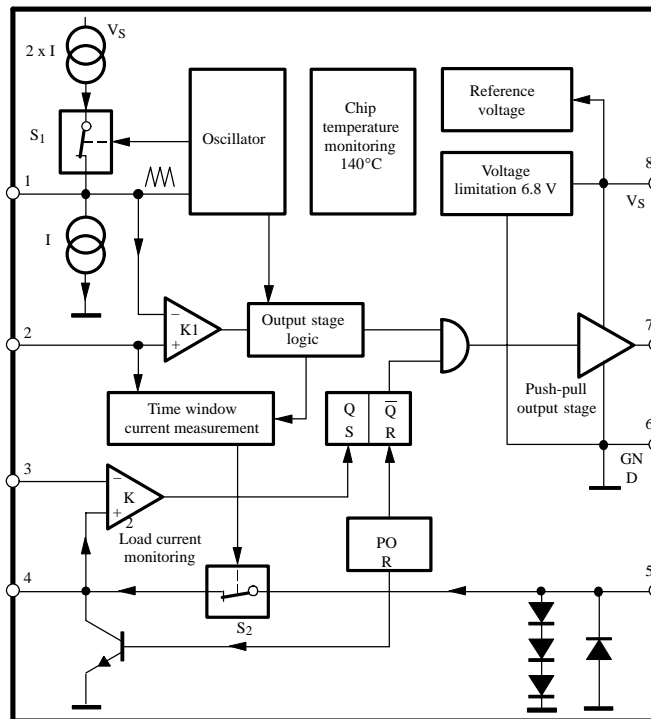 V_S
2 x I
S_1
Oscillator
Chip
temperature
monitoring
140°C
Reference
voltage
Voltage
limitation 6.8 V
8
V_S
1
I
2
−
K1
+
Output stage
logic
7
Push-pull
output stage
Time window
current measurement
Q
Q̅
S
R
6
GN
D
3
−
K
+
2
Load current
monitoring
PO
R
4
5
S_2